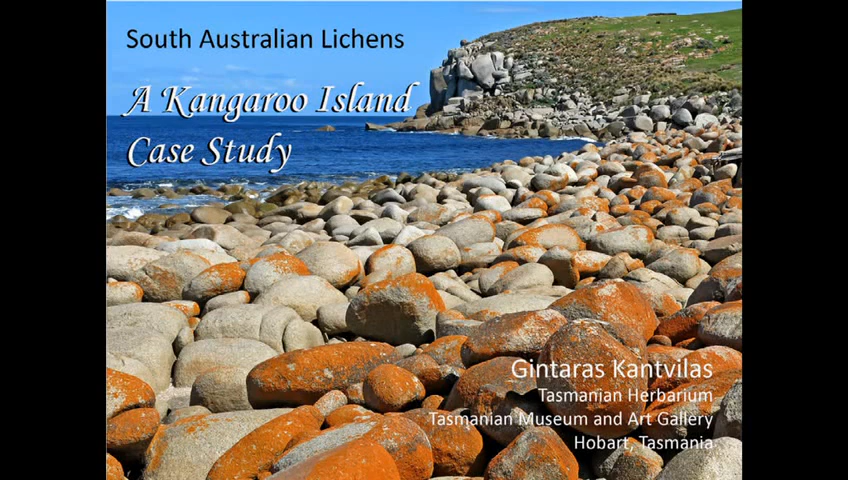 South Australian Lichens
A Kangaroo Island
Case Study
Gintaras Kantvilas
Tasmanian Herbarium
Tasmanian Museum and Art Gallery
Hobart, Tasmania